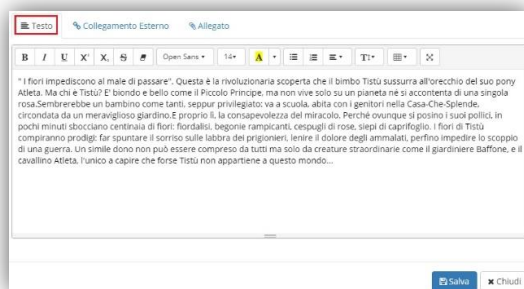 Testo Collegamento Esterno Allegato
B I U X² X₂ S Open Sans 14 A T
" I fiori impediscono al male di passare". Questa è la rivoluzionaria scoperta che il bimbo Tistù sussurra all'orecchio del suo pony
Atleta. Ma chi è Tistù? E' biondo e bello come il Piccolo Principe, ma non vive solo su un pianeta né si accontenta di una singola
rosa.Sembrerebbe un bambino come tanti, seppur privilegiato: va a scuola, abita con i genitori nella Casa-Che-Splende,
circondata da un meraviglioso giardino.E proprio lì, la consapevolezza del miracolo. Perché ovunque si posino i suoi pollici, in
pochi minuti sbocciano centinaia di fiori: fiordalisi, begonie rampicanti, cespugli di rose, siepi di caprifoglio. I fiori di Tistù
compiranno prodigi: far spuntare il sorriso sulle labbra dei prigionieri, lenire il dolore degli ammalati, perfino impedire lo scoppio
di una guerra. Un simile dono non può essere compreso da tutti ma solo da creature straordinarie come il giardiniere Baffone, e il
cavallino Atleta, l'unico a capire che forse Tistù non appartiene a questo mondo...
Salva Chiudi